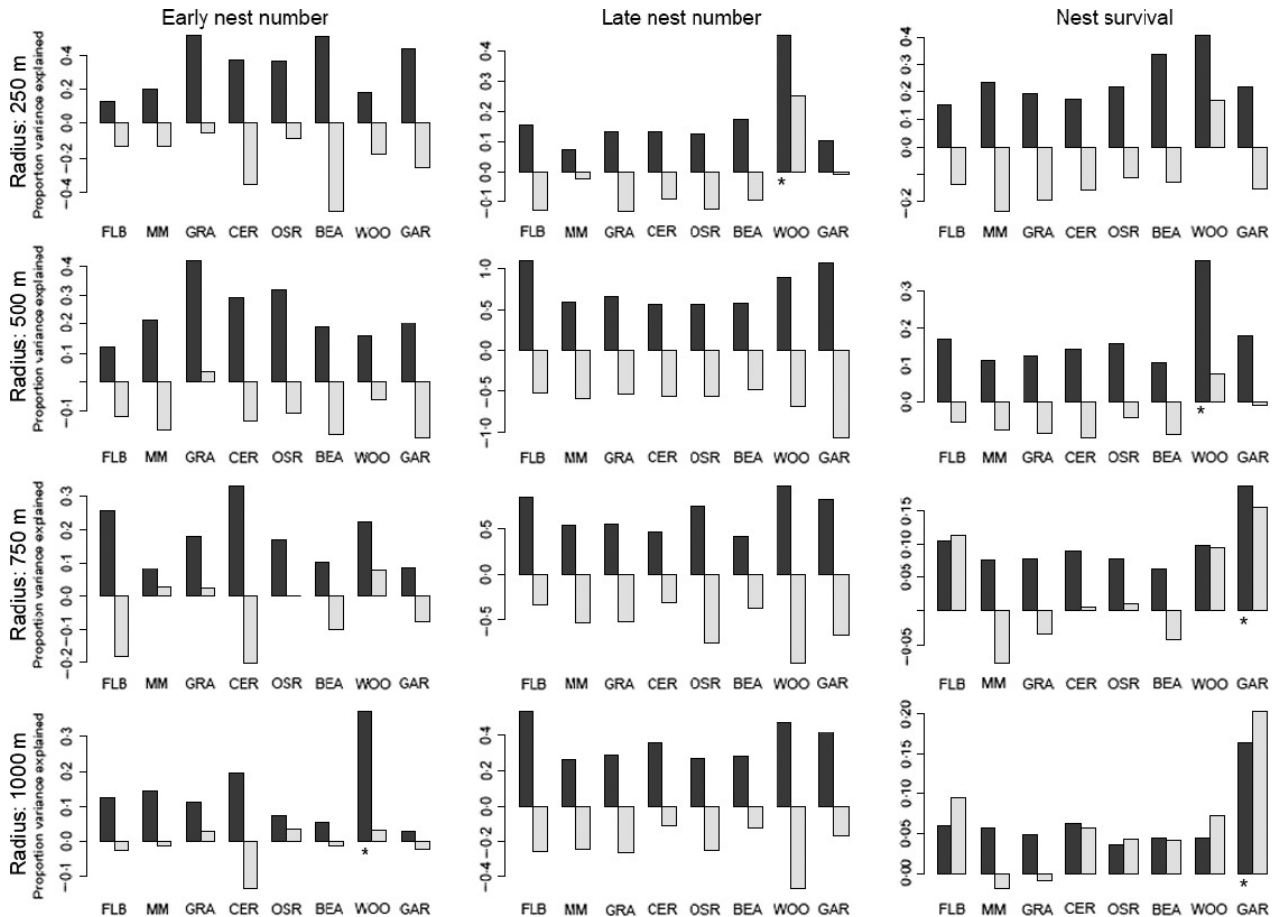 Early nest number
Late nest number
Nest survival
Radius: 250 m
Proportion variance explained
0·4
0·2
0·0
−0·2
−0·4
FLB MM GRA CER OSR BEA WOO GAR
0·4
0·3
0·2
0·1
0·0
−0·1
*
FLB MM GRA CER OSR BEA WOO GAR
0·4
0·3
0·2
0·1
0·0
−0·2
FLB MM GRA CER OSR BEA WOO GAR
Radius: 500 m
Proportion variance explained
0·4
0·3
0·2
0·1
−0·1
FLB MM GRA CER OSR BEA WOO GAR
1·0
0·5
0·0
−0·5
−1·0
FLB MM GRA CER OSR BEA WOO GAR
0·3
0·2
0·1
0·0
*
FLB MM GRA CER OSR BEA WOO GAR
Radius: 750 m
Proportion variance explained
0·3
0·2
0·1
0·0
−0·1
−0·2
FLB MM GRA CER OSR BEA WOO GAR
0·5
0·0
−0·5
FLB MM GRA CER OSR BEA WOO GAR
0·15
0·10
0·05
−0·05
*
FLB MM GRA CER OSR BEA WOO GAR
Radius: 1000 m
Proportion variance explained
0·3
0·2
0·1
0·0
−0·1
*
FLB MM GRA CER OSR BEA WOO GAR
0·4
0·2
0·0
−0·2
−0·4
FLB MM GRA CER OSR BEA WOO GAR
0·20
0·15
0·10
0·05
0·00
*
FLB MM GRA CER OSR BEA WOO GAR